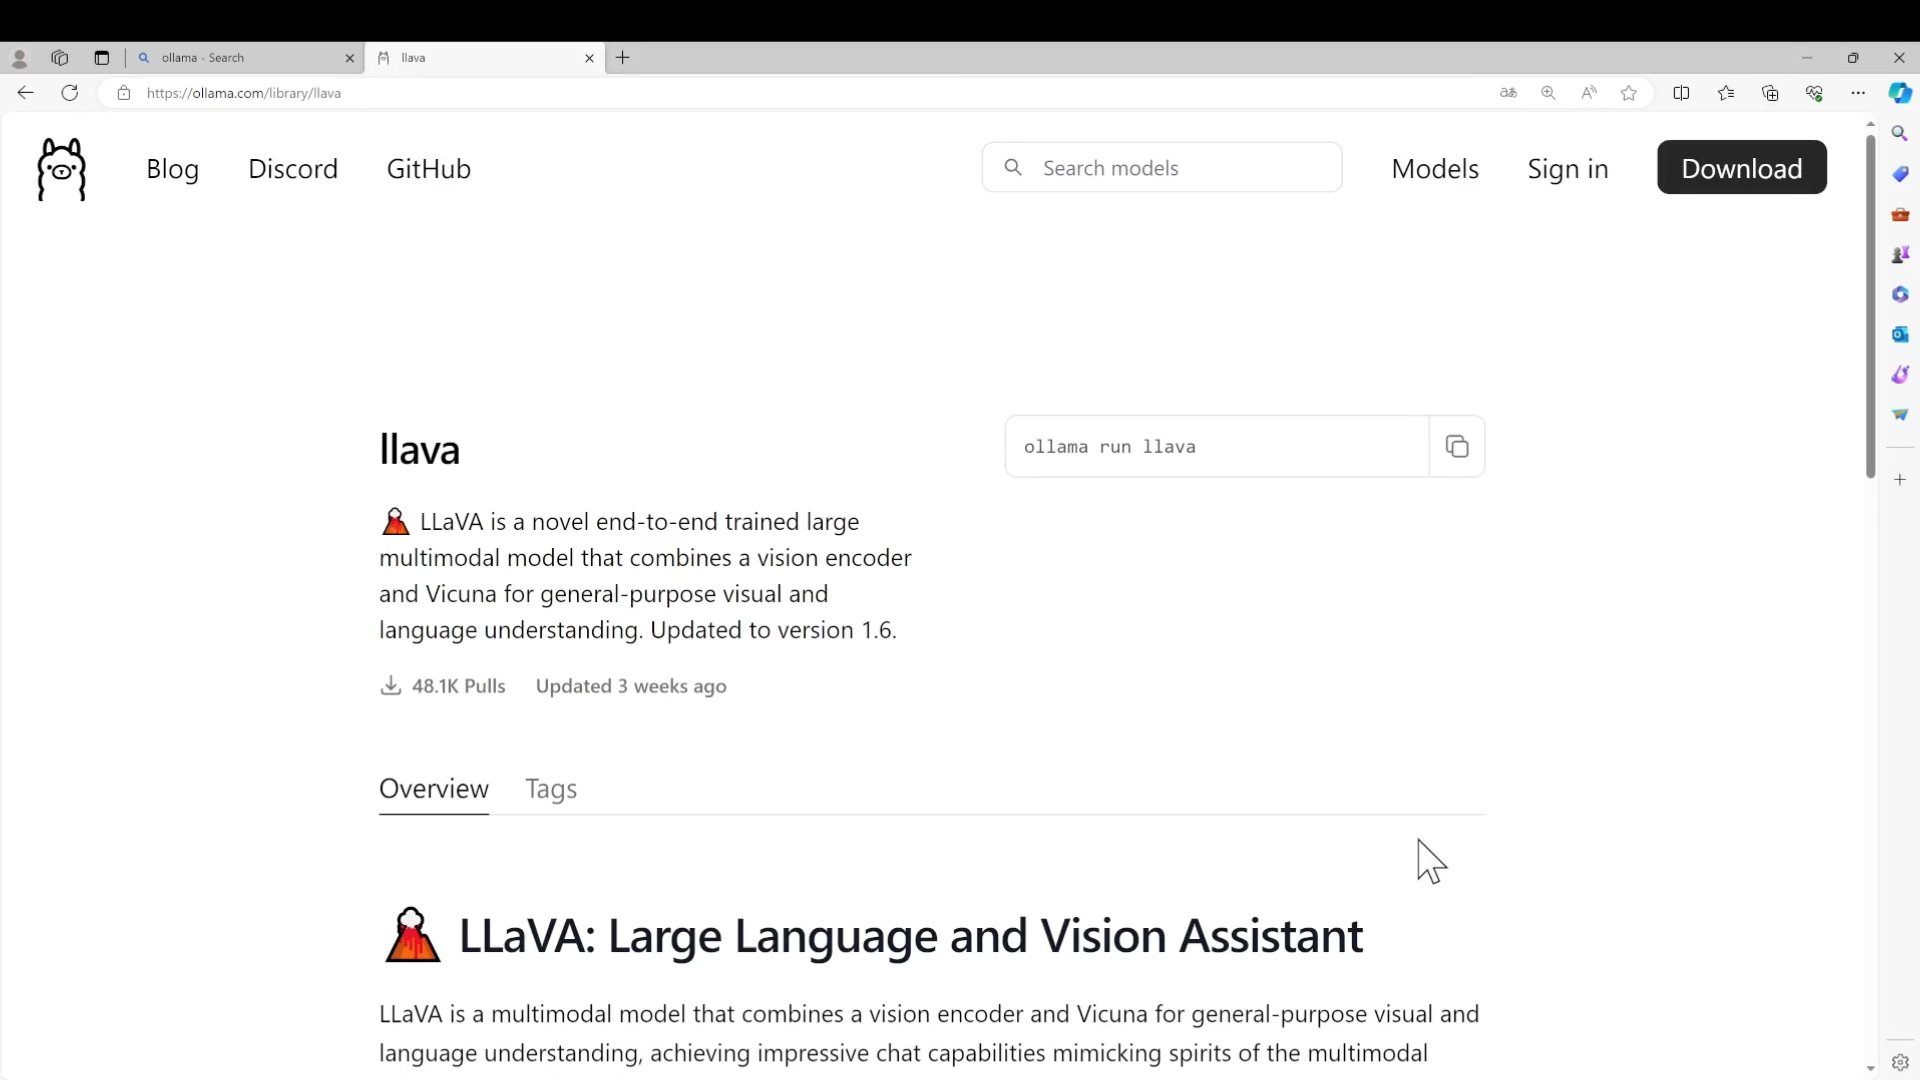 ollama - Search
llava
https://ollama.com/library/llava
Blog Discord GitHub Search models Models Sign in Download
llava
ollama run llava
LLaVA is a novel end-to-end trained large
multimodal model that combines a vision encoder
and Vicuna for general-purpose visual and
language understanding. Updated to version 1.6.
48.1K Pulls Updated 3 weeks ago
Overview Tags
LLaVA: Large Language and Vision Assistant
LLaVA is a multimodal model that combines a vision encoder and Vicuna for general-purpose visual and
language understanding, achieving impressive chat capabilities mimicking spirits of the multimodal